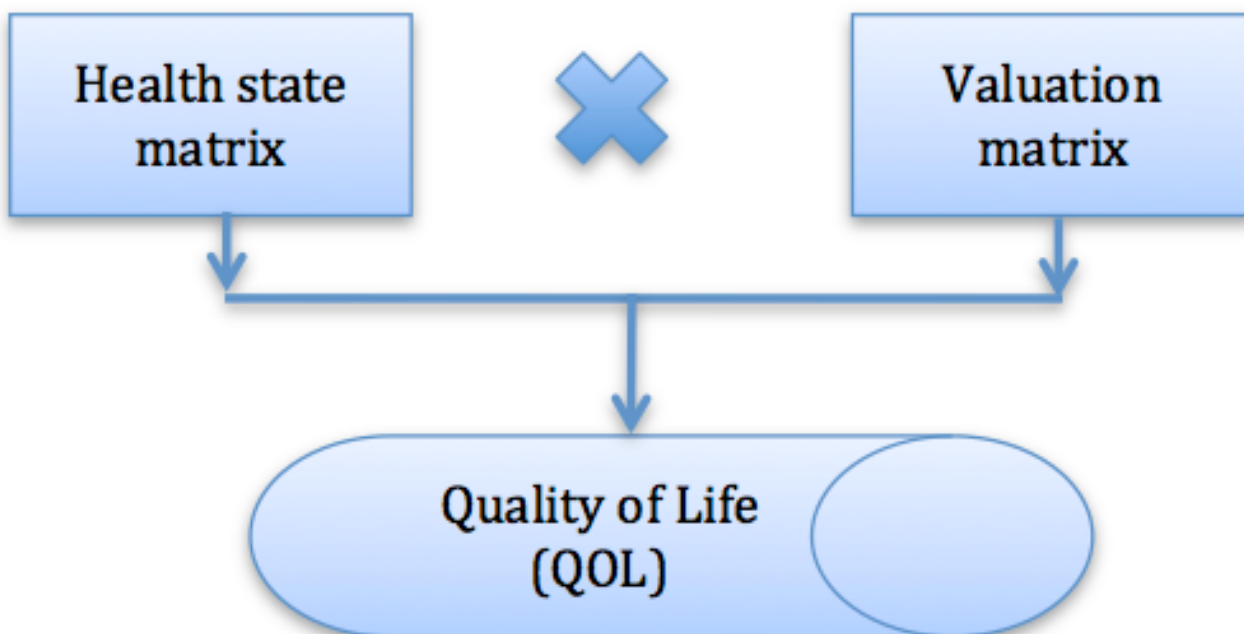 Health state
matrix
Valuation
matrix
Quality of Life
(QOL)